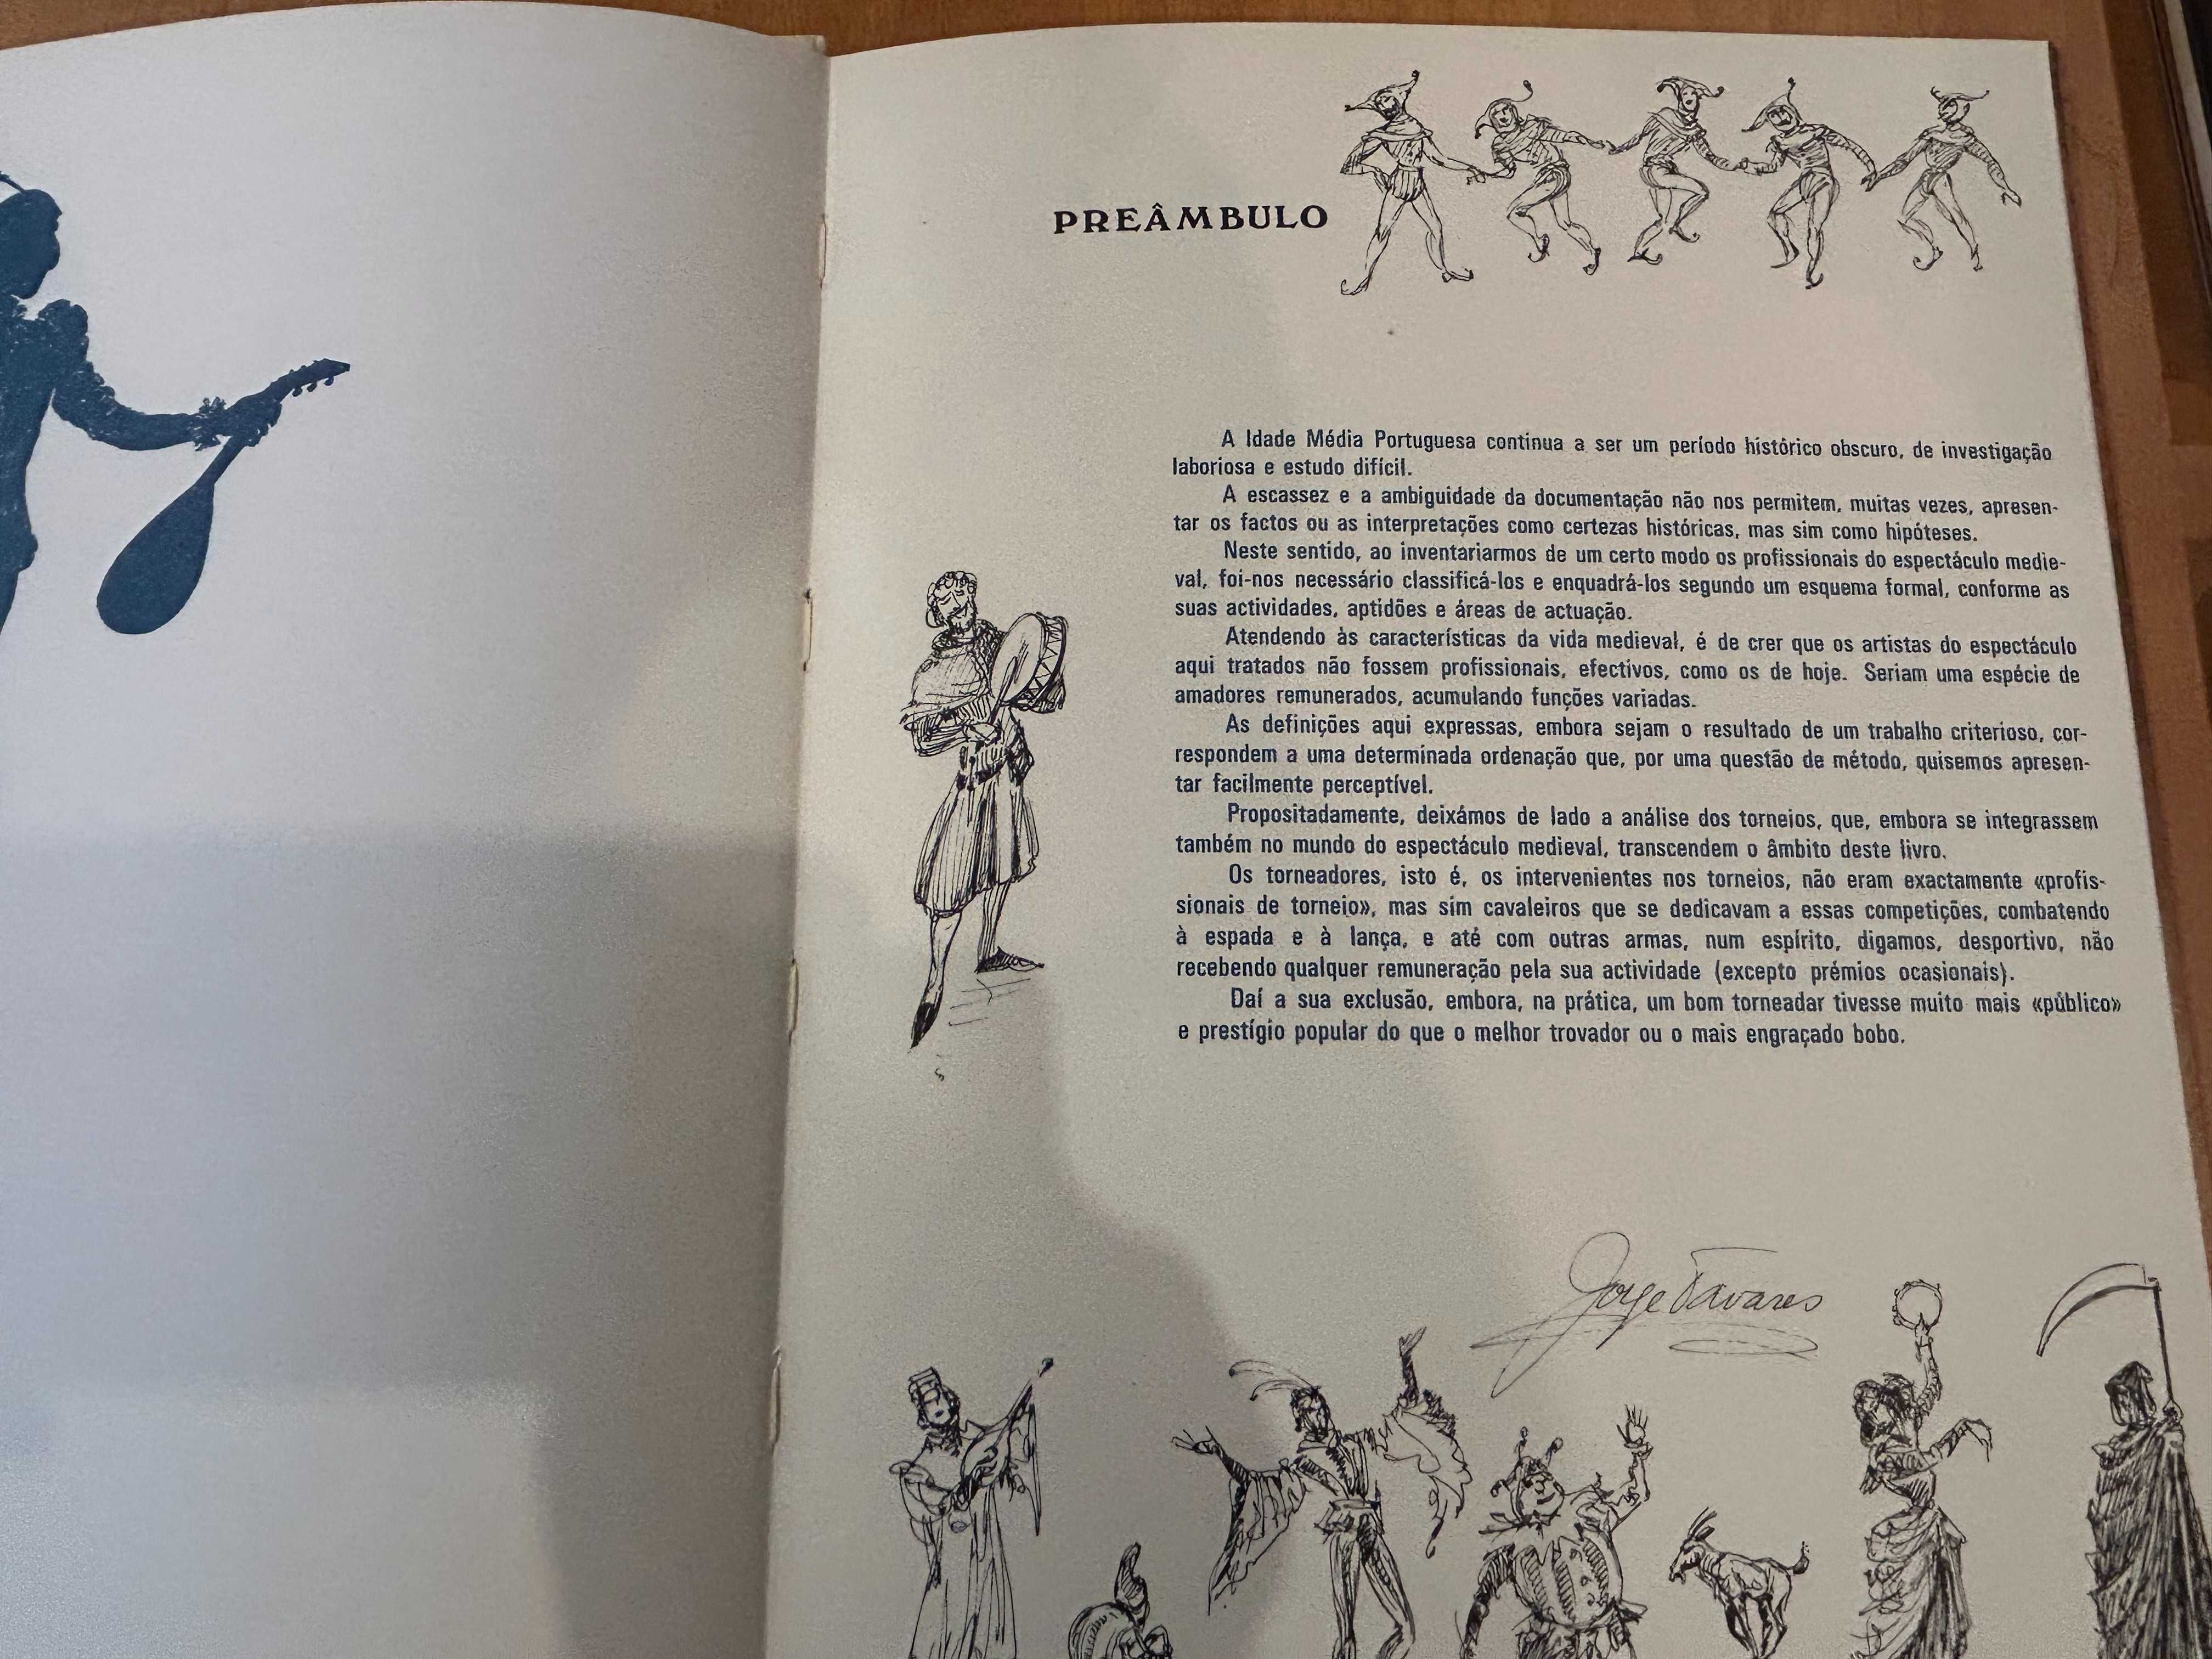 PREÂMBULO
A Idade Média Portuguesa continua a ser um período histórico obscuro, de investigação
laboriosa e estudo difícil.
A escassez e a ambiguidade da documentação não nos permitem, muitas vezes, apresen-
tar os factos ou as interpretações como certezas históricas, mas sim como hipóteses.
Neste sentido, ao inventariarmos de um certo modo os profissionais do espectáculo medie-
val, foi-nos necessário classificá-los e enquadrá-los segundo um esquema formal, conforme as
suas actividades, aptidões e áreas de actuação.
Atendendo às características da vida medieval, é de crer que os artistas do espectáculo
aqui tratados não fossem profissionais, efectivos, como os de hoje. Seriam uma espécie de
amadores remunerados, acumulando funções variadas.
As definições aqui expressas, embora sejam o resultado de um trabalho criterioso, cor-
respondem a uma determinada ordenação que, por uma questão de método, quisemos apresen-
tar facilmente perceptível.
Propositadamente, deixámos de lado a análise dos torneios, que, embora se integrassem
também no mundo do espectáculo medieval, transcendem o âmbito deste livro.
Os torneadores, isto é, os intervenientes nos torneios, não eram exactamente «profis-
sionais de torneio», mas sim cavaleiros que se dedicavam a essas competições, combatendo
à espada e à lança, e até com outras armas, num espírito, digamos, desportivo, não
recebendo qualquer remuneração pela sua actividade (excepto prémios ocasionais).
Daí a sua exclusão, embora, na prática, um bom torneadar tivesse muito mais «público»
e prestígio popular do que o melhor trovador ou o mais engraçado bobo.
Jorge Tavares